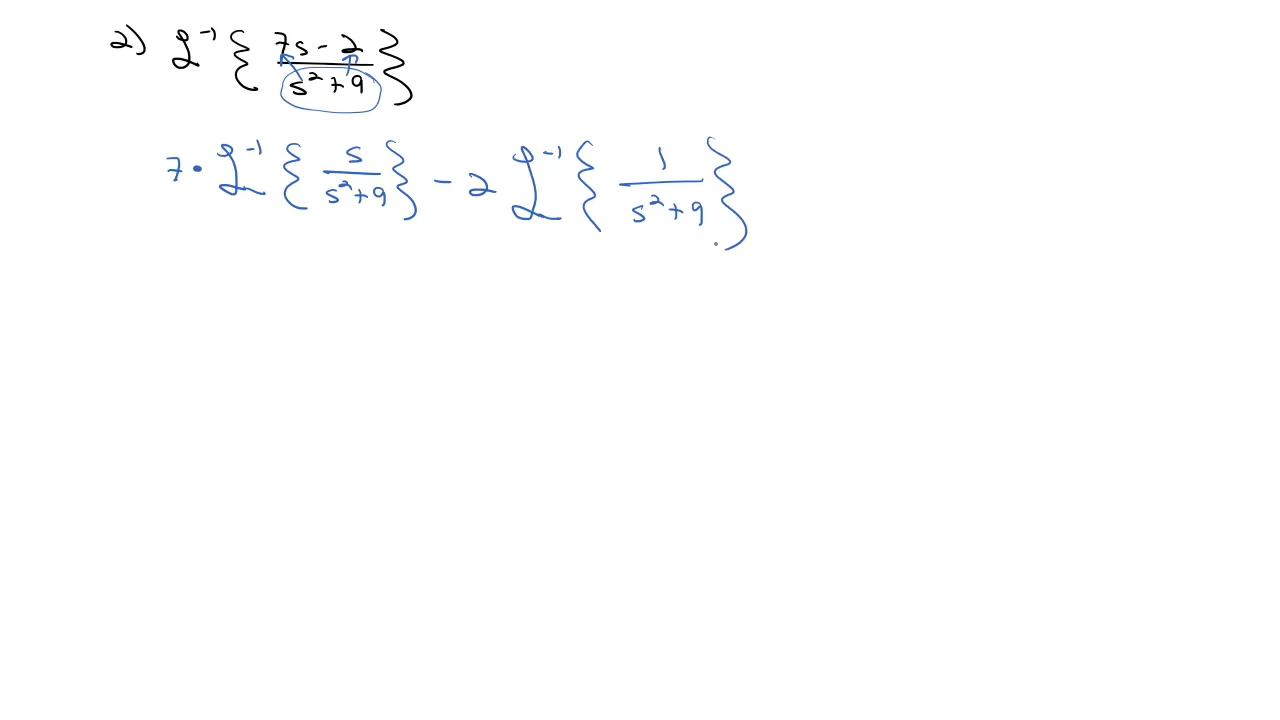 2) ℒ⁻¹ { (7s - 2) / (s² + 9) }
7 • ℒ⁻¹ { s / (s² + 9) } - 2 ℒ⁻¹ { 1 / (s² + 9) }